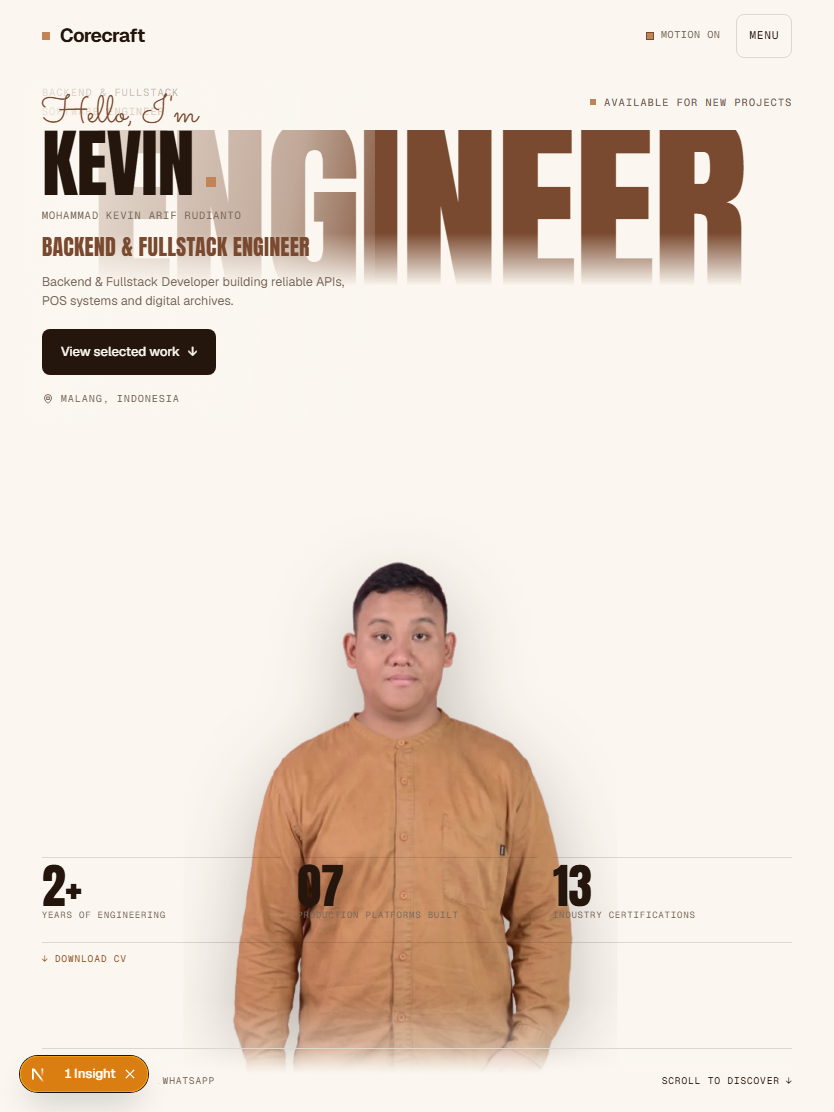 Corecraft
MOTION ON
MENU
BACKEND & FULLSTACK
AVAILABLE FOR NEW PROJECTS
Hello, I'm
ENGINEER
KEVIN
MOHAMMAD KEVIN ARIF RUDIANTO
BACKEND & FULLSTACK ENGINEER
Backend & Fullstack Developer building reliable APIs,
POS systems and digital archives.
View selected work ↓
MALANG, INDONESIA
2+
07
13
YEARS OF ENGINEERING
PRODUCTION PLATFORMS BUILT
INDUSTRY CERTIFICATIONS
↓ DOWNLOAD CV
N
1 Insight ×
WHATSAPP
SCROLL TO DISCOVER ↓